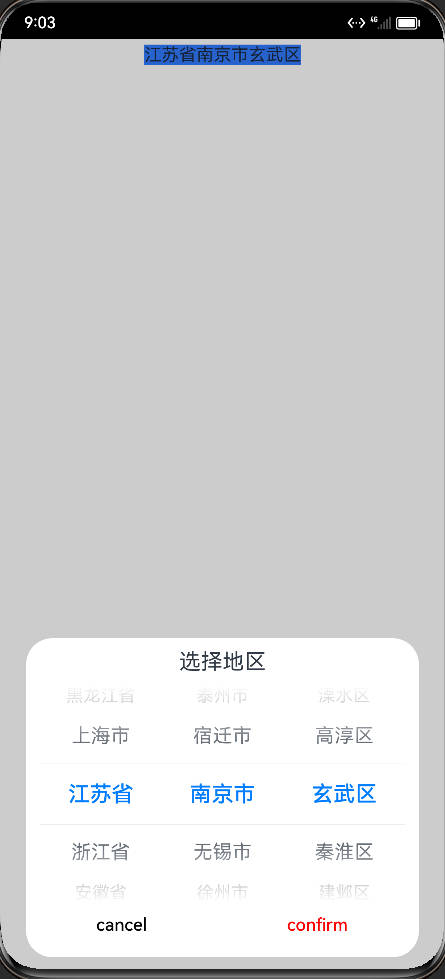 9:03 4G
江苏省南京市玄武区
选择地区
黑龙江省 泰州市 溧水区
上海市 宿迁市 高淳区
江苏省 南京市 玄武区
浙江省 无锡市 秦淮区
安徽省 徐州市 建邺区
cancel confirm